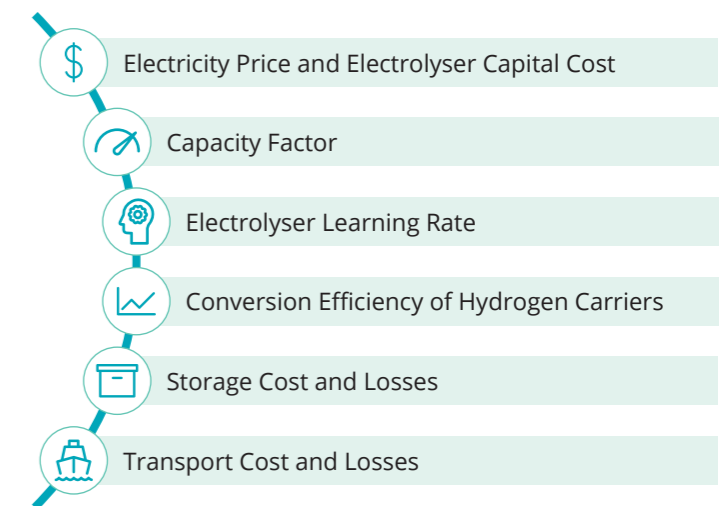 Electricity Price and Electrolyser Capital Cost
Capacity Factor
Electrolyser Learning Rate
Conversion Efficiency of Hydrogen Carriers
Storage Cost and Losses
Transport Cost and Losses